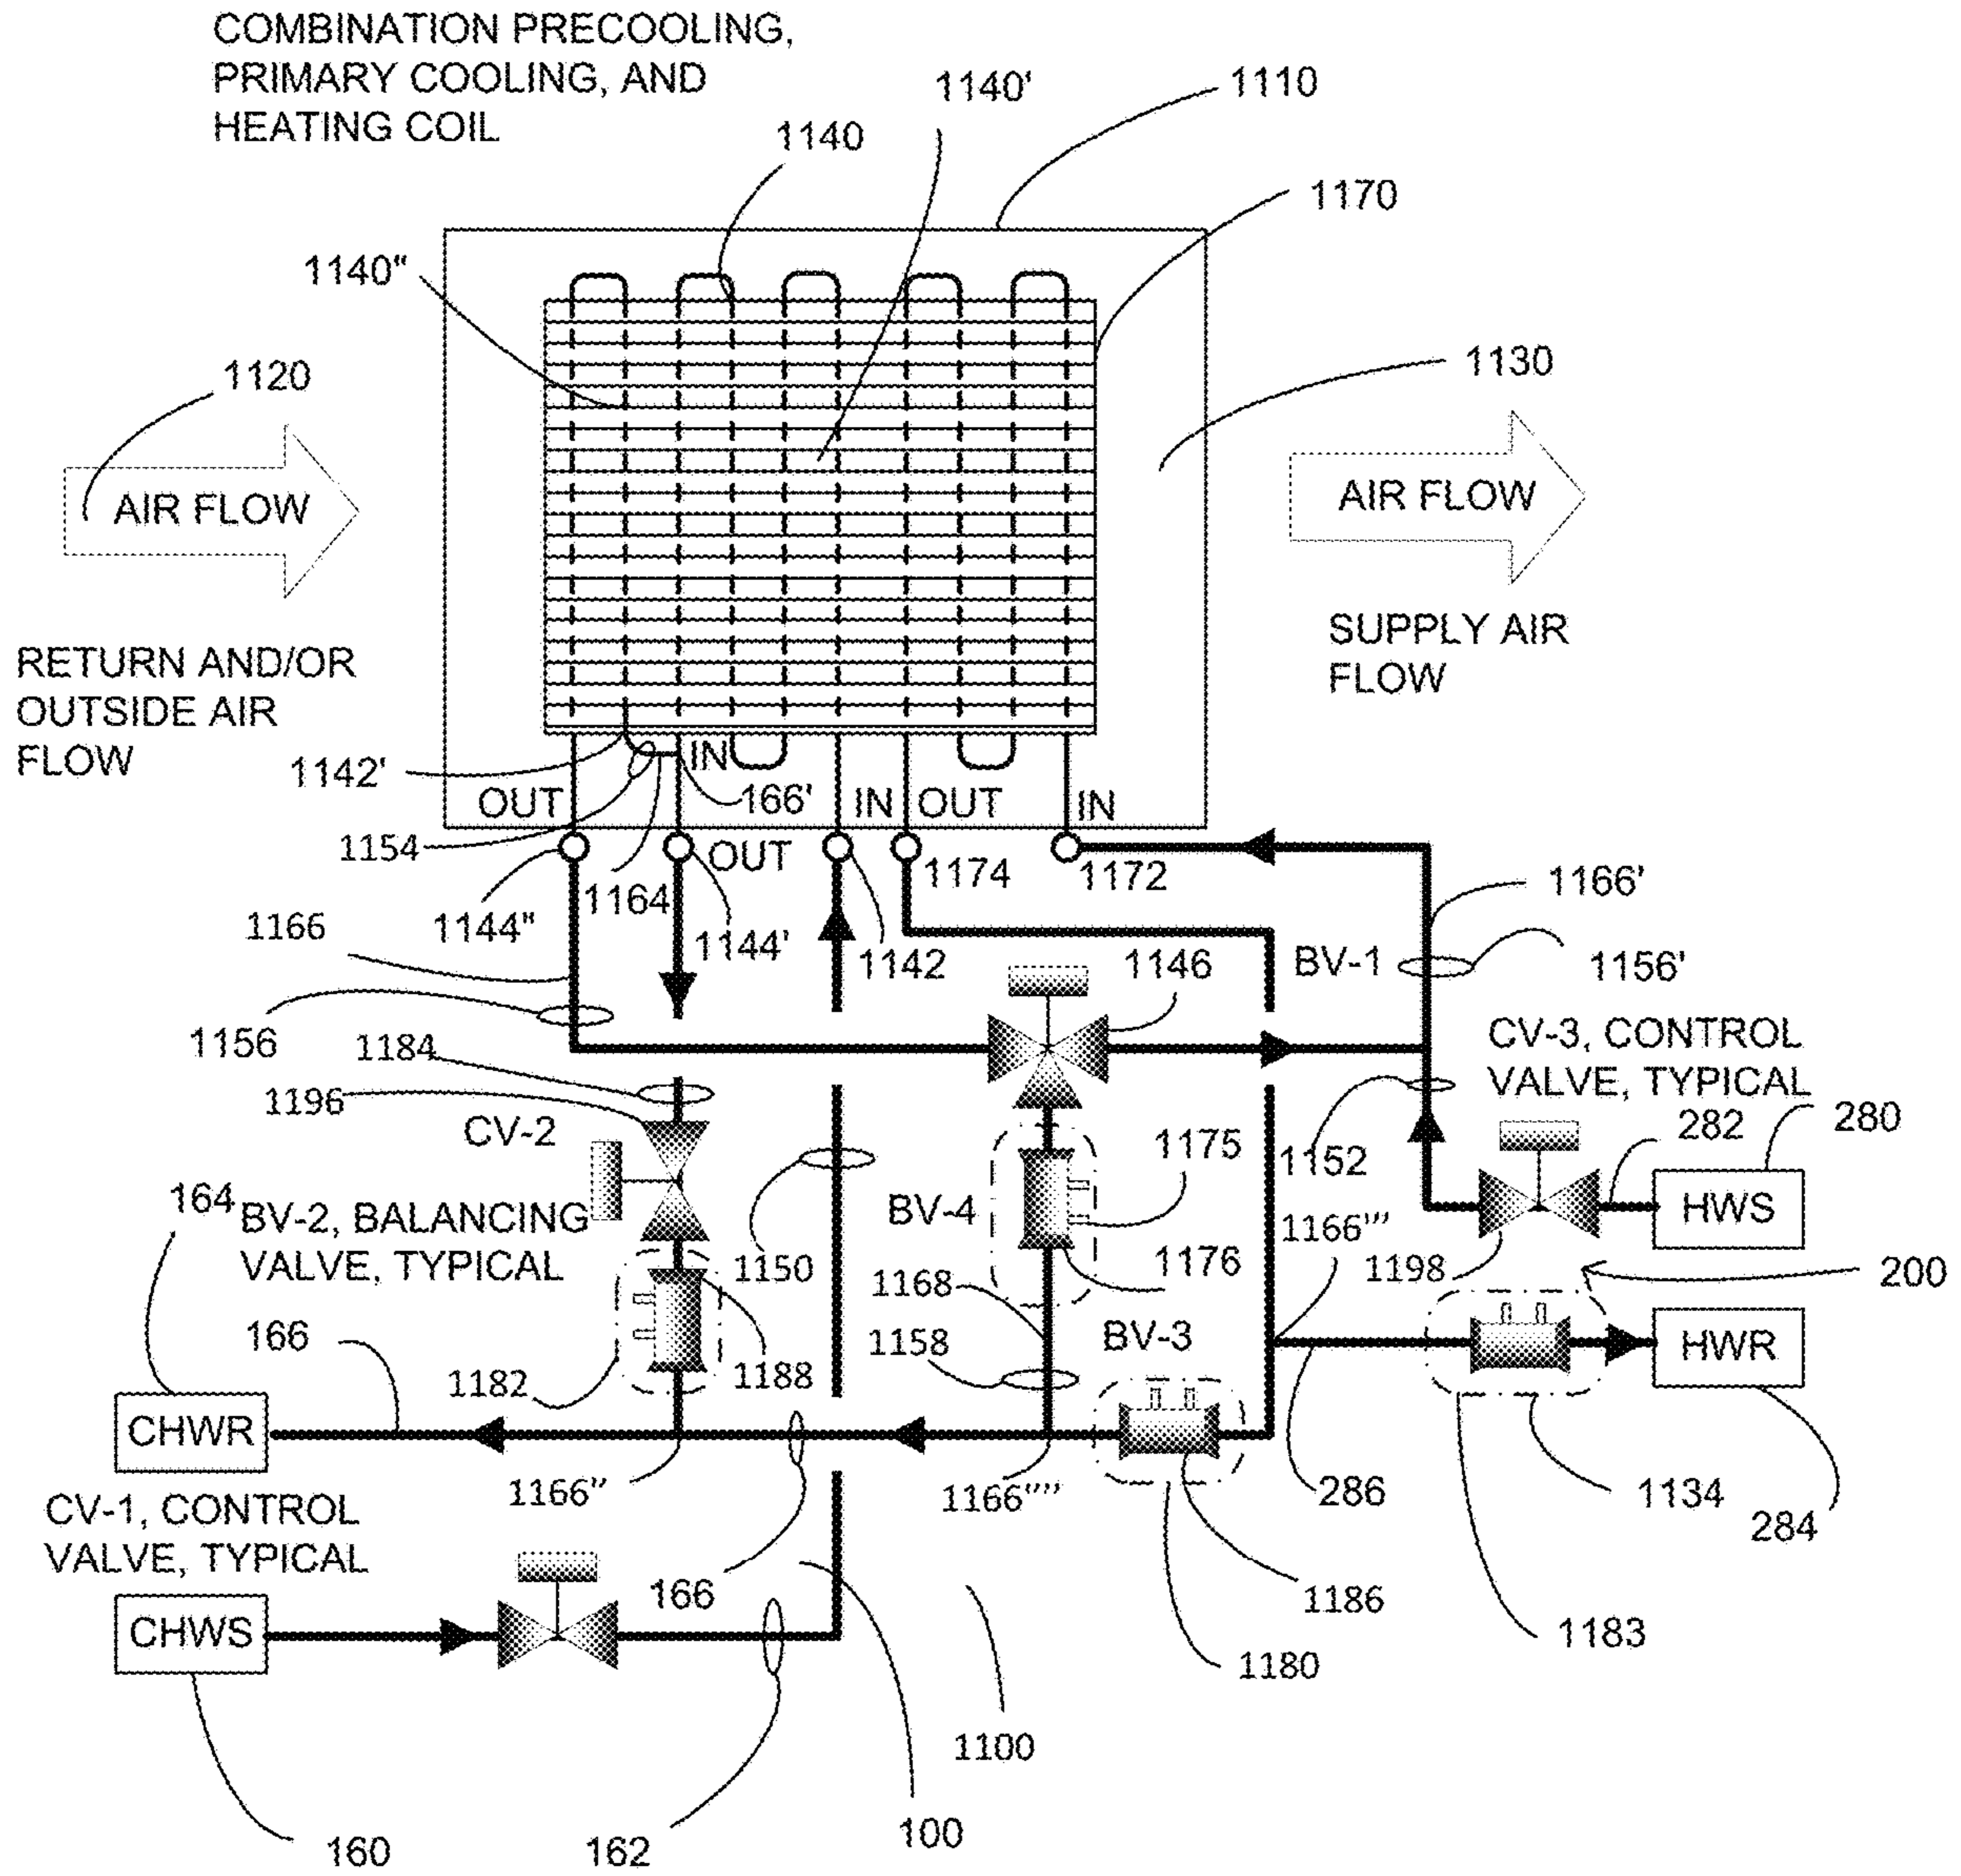 COMBINATION PRECOOLING,
PRIMARY COOLING, AND
HEATING COIL
1140'
1110
1140
1170
1140"
1120
1130
AIR FLOW
AIR FLOW
RETURN AND/OR
OUTSIDE AIR
FLOW
SUPPLY AIR
FLOW
1142'
IN
166'
OUT
IN
OUT
IN
1154
1164
OUT
1174
1172
1166'
1166
1144"
1144'
1142
1146
BV-1
1156'
1156
1184
1196
CV-2
CV-3, CONTROL
VALVE, TYPICAL
280
282
1175
1152
164
BV-2, BALANCING
VALVE, TYPICAL
BV-4
HWS
1150
1176
1166'''
1198
200
1168
166
1158
BV-3
HWR
1182
1188
CHWR
1166"
1166""
286
1134
284
CV-1, CONTROL
VALVE, TYPICAL
166
1186
CHWS
1183
1180
1100
160
162
100